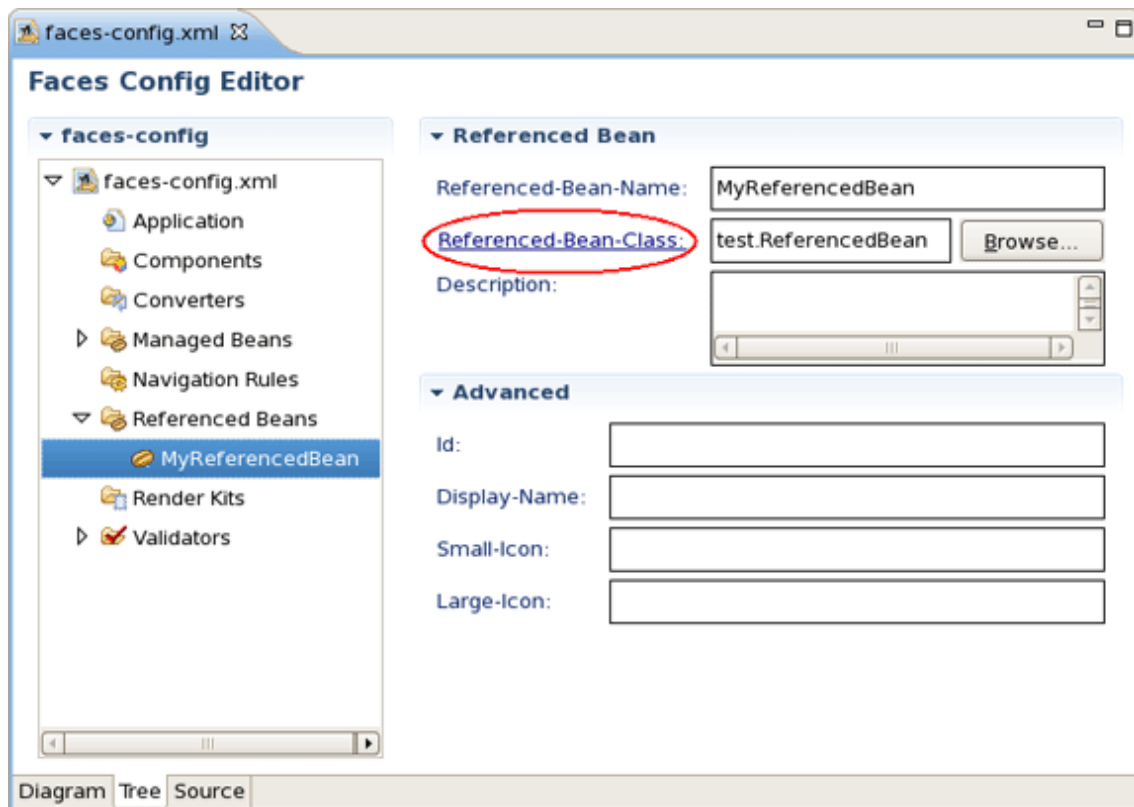 faces-config.xml
Faces Config Editor
faces-config
faces-config.xml
Application
Components
Converters
Managed Beans
Navigation Rules
Referenced Beans
MyReferencedBean
Render Kits
Validators
Referenced Bean
Referenced-Bean-Name: MyReferencedBean
Referenced-Bean-Class: test.ReferencedBean Browse...
Description:
Advanced
Id:
Display-Name:
Small-Icon:
Large-Icon:
Diagram Tree Source